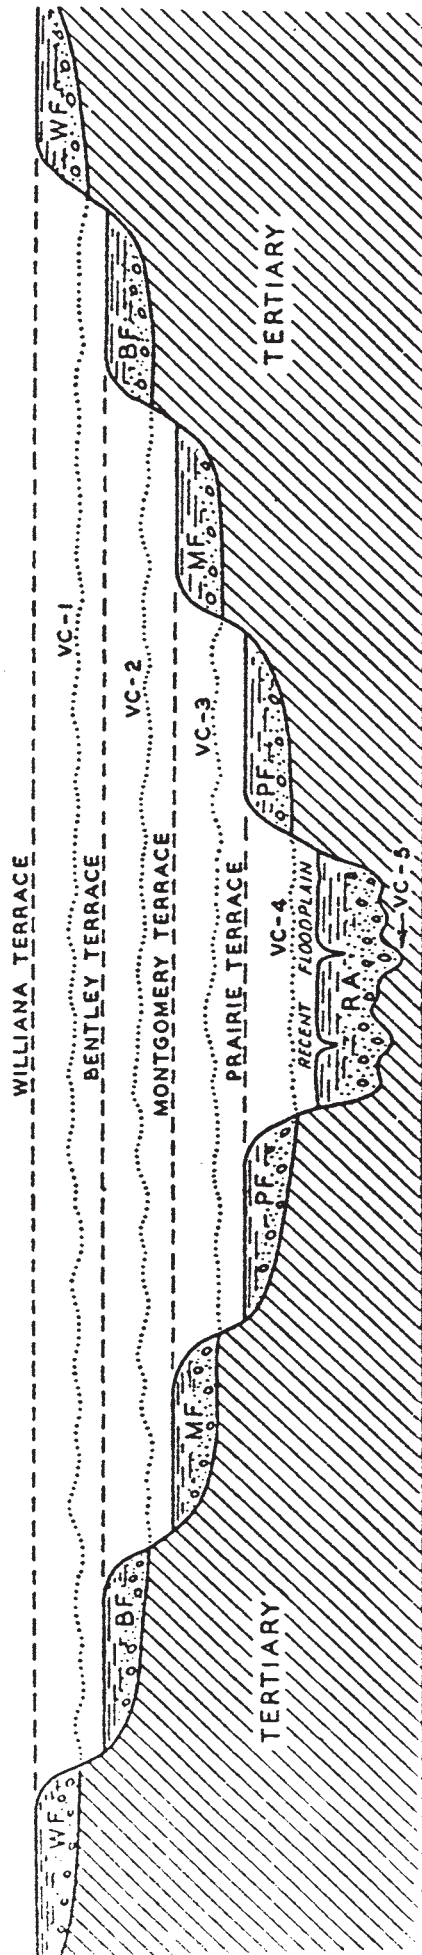 WILLIANA TERRACE
VC-1
BENTLEY TERRACE
VC-2
MONTGOMERY TERRACE
VC-3
PRAIRIE TERRACE
VC-4
RECENT FLOODPLAIN
RA
VC-5
WF
BF
MF
PF
PF
MF
BF
WF
TERTIARY
TERTIARY